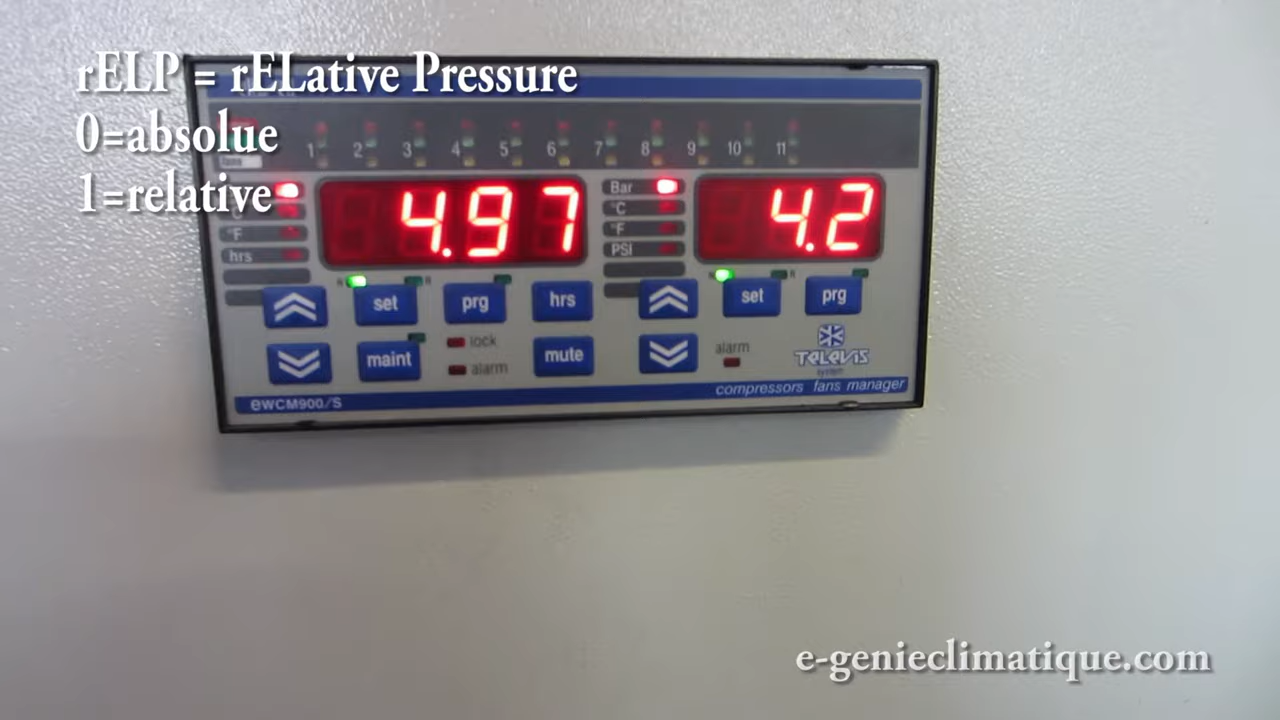 rELP = rELative Pressure
0=absolue
1=relative
1 2 3 4 5 6 7 8 9 10 11
Bar
°C
°F
°F
PSI
hrs
4.97
4.2
set
prg
hrs
set
prg
maint
lock
alarm
mute
alarm
TELEVIS
system
compressors fans manager
eWCM900/S
e-genieclimatique.com